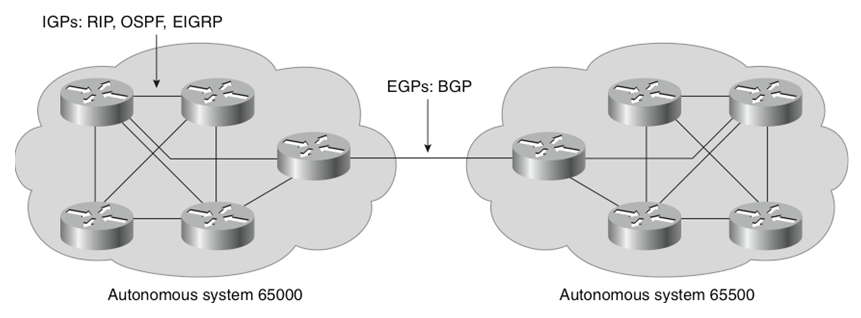 IGPs: RIP, OSPF, EIGRP
EGPs: BGP
Autonomous system 65000
Autonomous system 65500